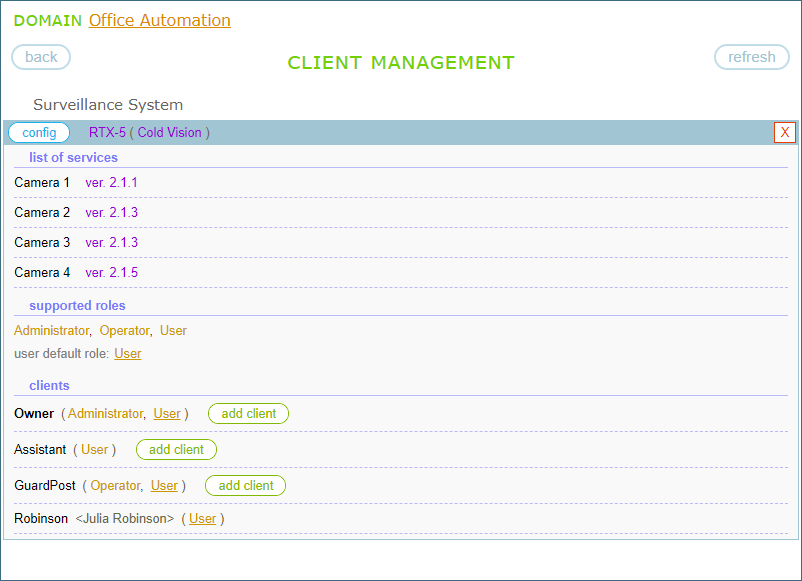 DOMAIN Office Automation
back
CLIENT MANAGEMENT
refresh
Surveillance System
config RTX-5 ( Cold Vision ) X
list of services
Camera 1 ver. 2.1.1
Camera 2 ver. 2.1.3
Camera 3 ver. 2.1.3
Camera 4 ver. 2.1.5
supported roles
Administrator, Operator, User
user default role: User
clients
Owner ( Administrator, User ) add client
Assistant ( User ) add client
GuardPost ( Operator, User ) add client
Robinson <Julia Robinson> ( User )